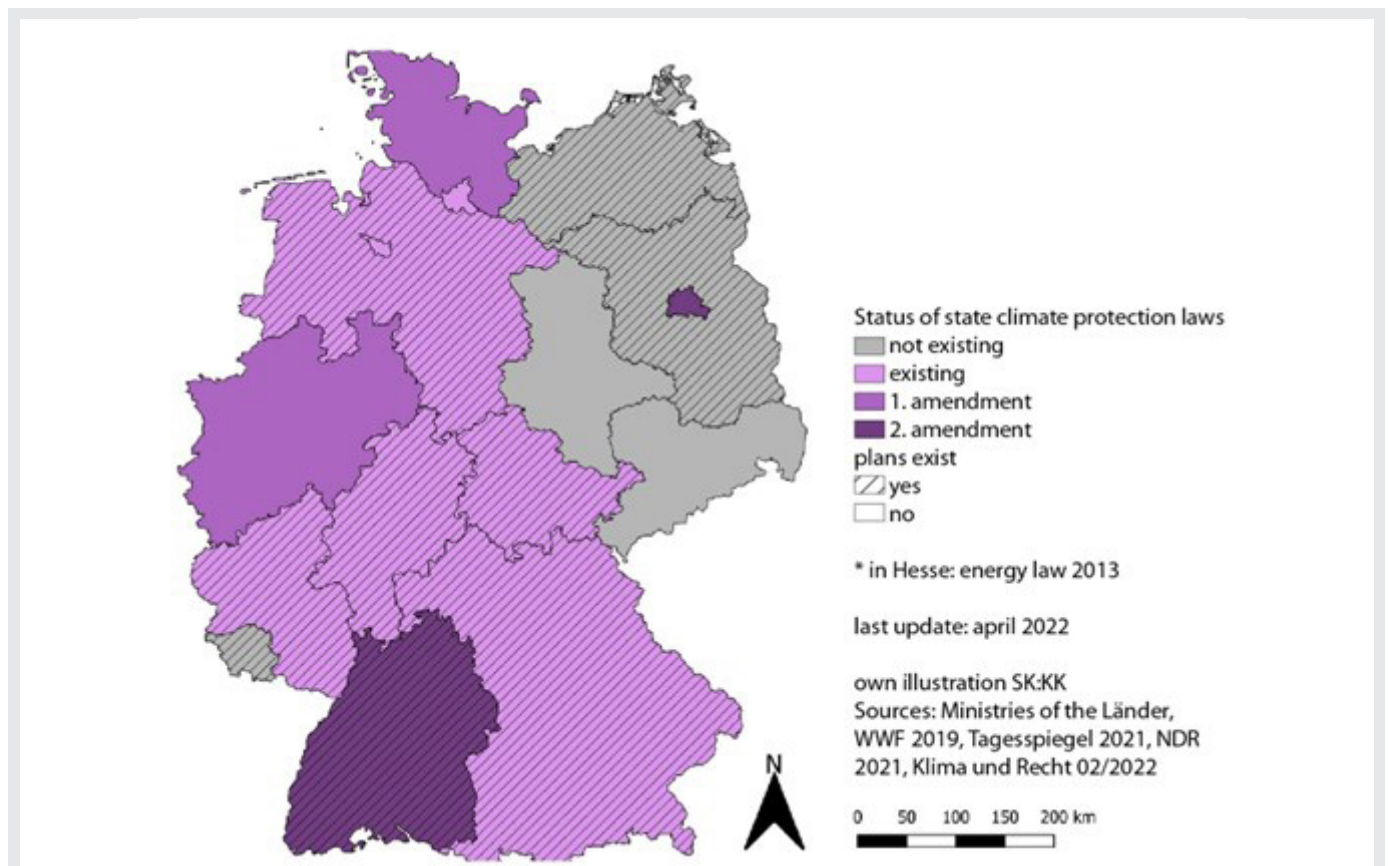 Status of state climate protection laws
not existing
existing
1. amendment
2. amendment
plans exist
yes
no
* in Hesse: energy law 2013
last update: april 2022
own illustration SK:KK
Sources: Ministries of the Länder,
WWF 2019, Tagesspiegel 2021, NDR
2021, Klima und Recht 02/2022
N
0 50 100 150 200 km